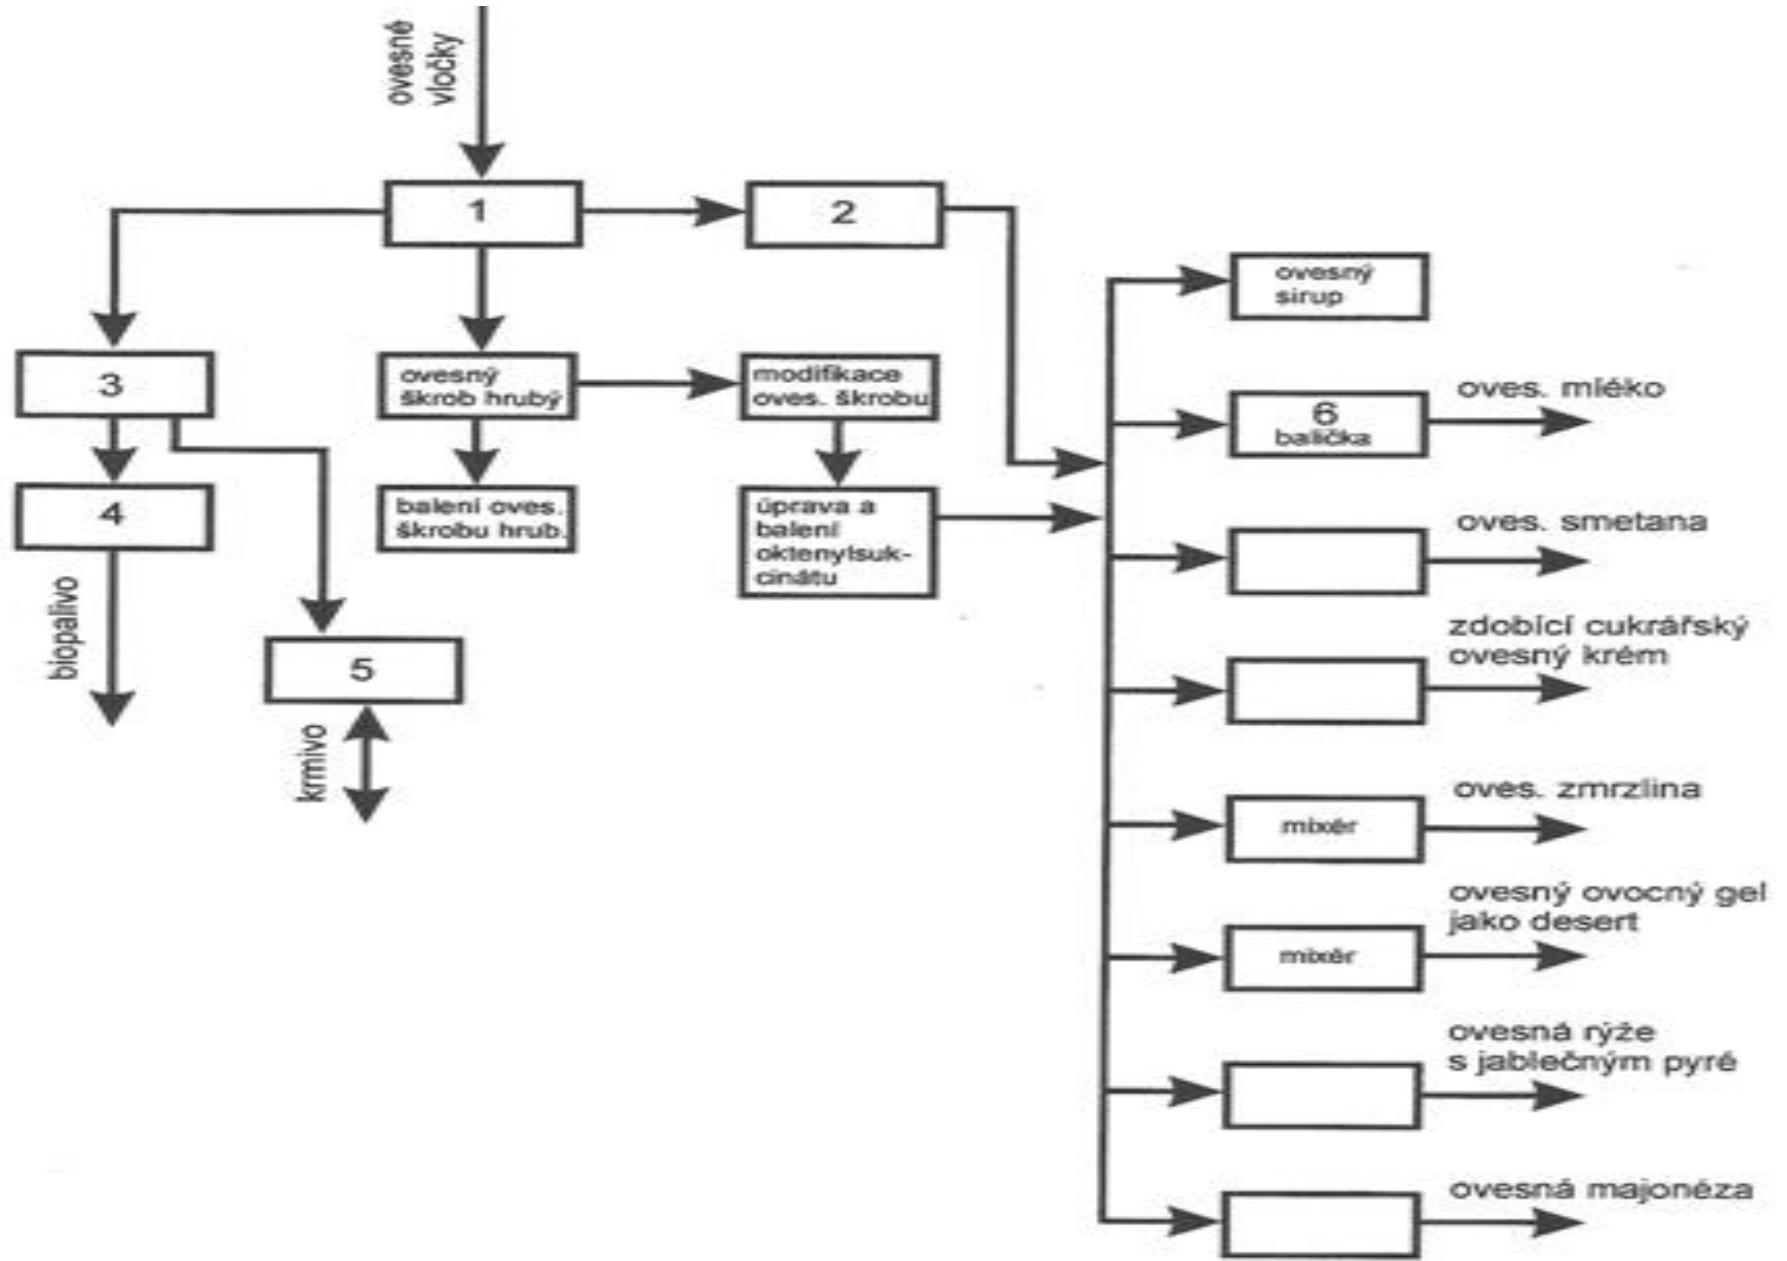 ovesné
vločky
1
2
ovesný
sirup
3
ovesný
škrob hrubý
modifikace
oves. škrobu
6
balička
oves. mléko
4
balení oves.
škrobu hrub.
úprava a
balení
oktenylsuk-
cinátu
oves. smetana
biopalivo
5
zdobící cukrářský
ovesný krém
krmivo
mixér
oves. zmrzlina
mixér
ovesný ovocný gel
jako desert
ovesná rýže
s jablečným pyré
ovesná majonéza